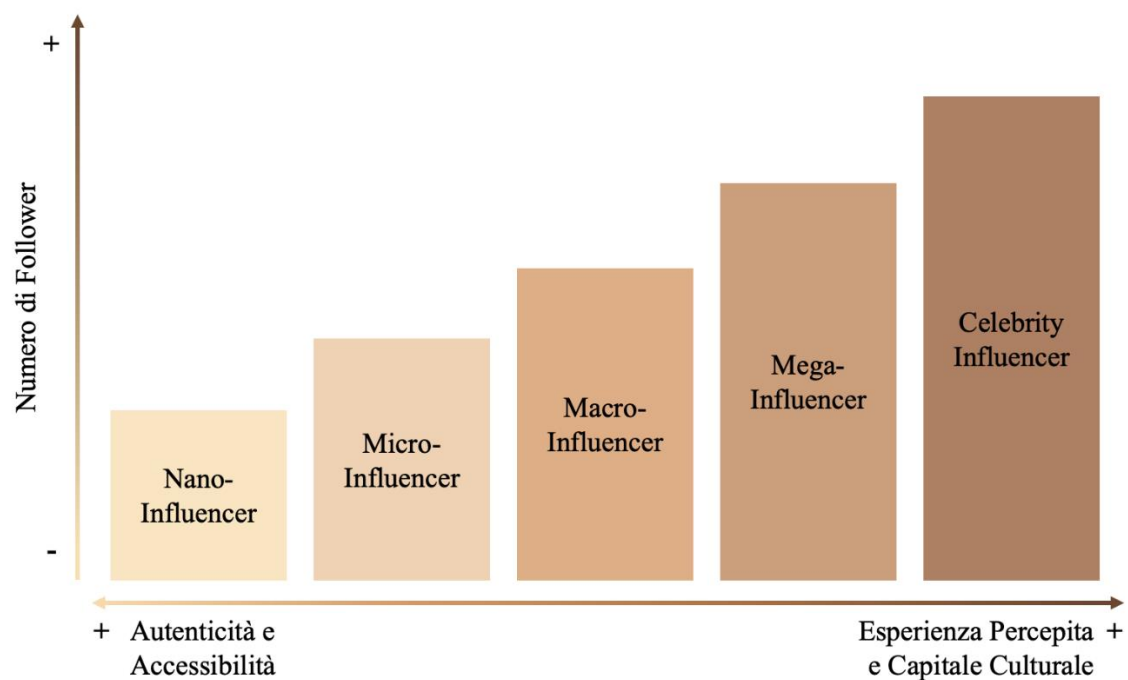 +
Numero di Follower
-
Nano-
Influencer
Micro-
Influencer
Macro-
Influencer
Mega-
Influencer
Celebrity
Influencer
+ Autenticità e
Accessibilità
Esperienza Percepita +
e Capitale Culturale